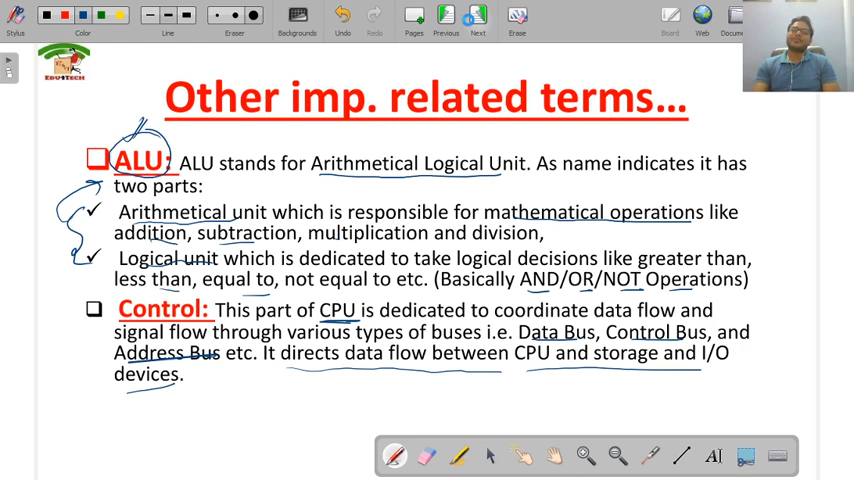 Stylus
Color
Line
Eraser
Backgrounds
Undo
Redo
Pages
Previous
Next
Erase
Board
Web
Docum
EDU4TECH
Other imp. related terms…
ALU: ALU stands for Arithmetical Logical Unit. As name indicates it has
two parts:
Arithmetical unit which is responsible for mathematical operations like
addition, subtraction, multiplication and division,
Logical unit which is dedicated to take logical decisions like greater than,
less than, equal to, not equal to etc. (Basically AND/OR/NOT Operations)
Control: This part of CPU is dedicated to coordinate data flow and
signal flow through various types of buses i.e. Data Bus, Control Bus, and
Address Bus etc. It directs data flow between CPU and storage and I/O
devices.